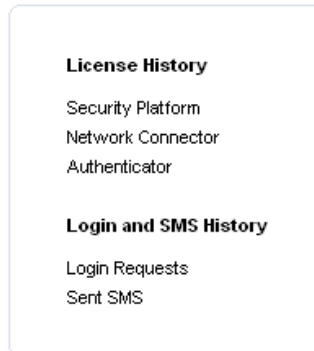 License History
Security Platform
Network Connector
Authenticator
Login and SMS History
Login Requests
Sent SMS